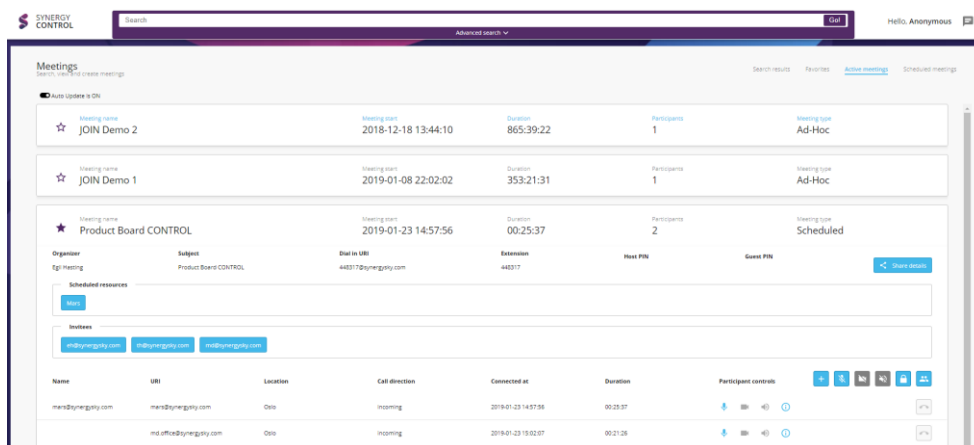 SYNERGY
CONTROL
Search
Go!
Hello, Anonymous
Advanced search
Meetings
Search, view and create meetings
Search results Favorites Active meetings Scheduled meetings
Auto Update is ON
Meeting name Meeting start Duration Participants Meeting type
JOIN Demo 2 2018-12-18 13:44:10 865:39:22 1 Ad-Hoc
Meeting name Meeting start Duration Participants Meeting type
JOIN Demo 1 2019-01-08 22:02:02 353:21:31 1 Ad-Hoc
Meeting name Meeting start Duration Participants Meeting type
Product Board CONTROL 2019-01-23 14:57:56 00:25:37 2 Scheduled
Organizer Subject Dial in URI Extension Host PIN Guest PIN
Egil Hesting Product Board CONTROL 448317@synergysky.com 448317
Share details
Scheduled resources
Mars
Invitees
eh@synergysky.com th@synergysky.com md@synergysky.com
Name URI Location Call direction Connected at Duration Participant controls
mars@synergysky.com mars@synergysky.com Oslo Incoming 2019-01-23 14:57:56 00:25:37
md.office@synergysky.com Oslo Incoming 2019-01-23 15:02:07 00:21:26